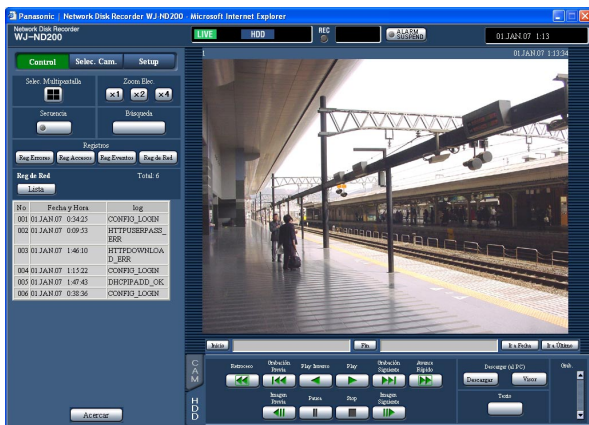 Panasonic | Network Disk Recorder WJ-ND200 - Microsoft Internet Explorer
Network Disk Recorder
WJ-ND200
LIVE HDD REC ALARM SUSPEND 01.JAN.07 1:13
1 01.JAN.07 1:13:34
Control Selec. Cam. Setup
Selec. Multipantalla Zoom Elec.
x1 x2 x4
Secuencia Búsqueda
Registros
Reg Errores Reg Accesos Reg Eventos Reg de Red
Reg de Red Total: 6
Lista
No Fecha y Hora log
001 01.JAN.07 0:34:25 CONFIG_LOGIN
002 01.JAN.07 0:09:53 HTTPUSERPASS_
ERR
003 01.JAN.07 1:46:10 HTTPDOWNLOA
D_ERR
004 01.JAN.07 1:15:22 CONFIG_LOGIN
005 01.JAN.07 1:47:43 DHCPIPADD_OK
006 01.JAN.07 0:38:36 CONFIG_LOGIN
Acercar
Inicio Fin Ir a Fecha Ir a Último
CAM
HDD
Retroceso Grabación Previa Play Inverso Play Grabación Siguiente Avance Rápido
Imagen Previa Pausa Stop Imagen Siguiente
Descargar (al PC)
Descargar Visor
Texto
Grab.